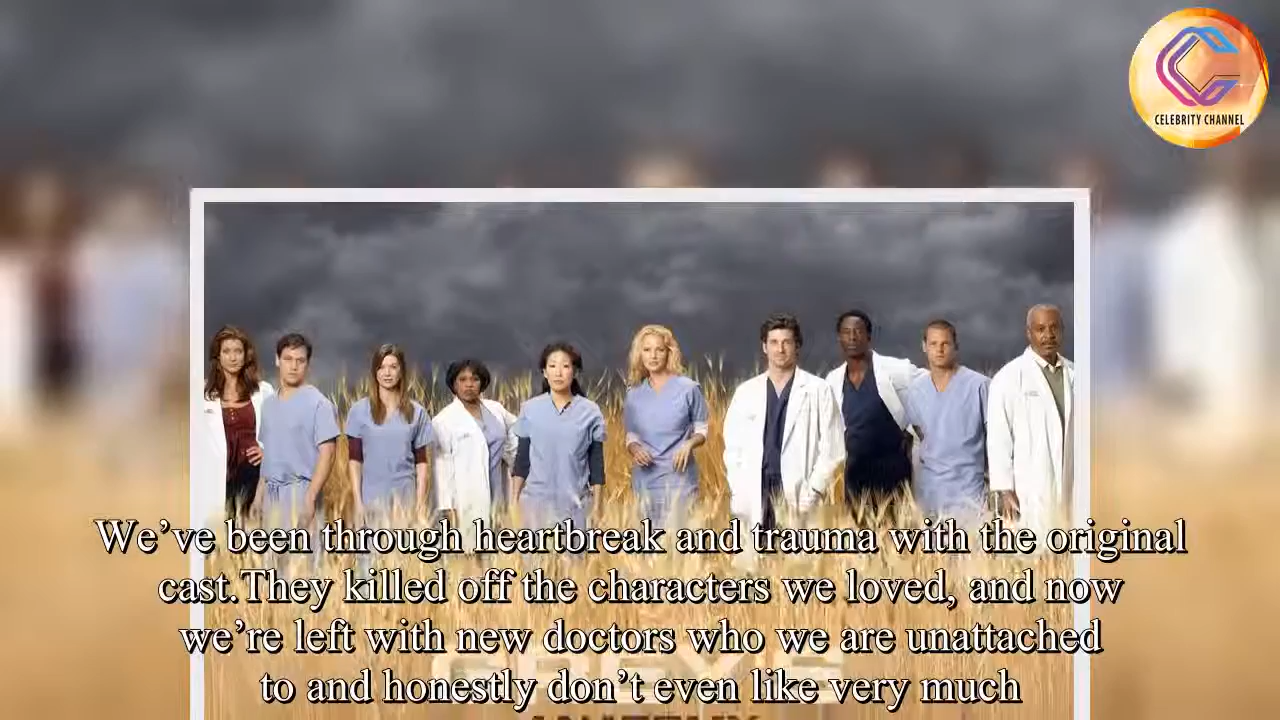 CELEBRITY CHANNEL
We’ve been through heartbreak and trauma with the original
cast.They killed off the characters we loved, and now
we’re left with new doctors who we are unattached
to and honestly don’t even like very much